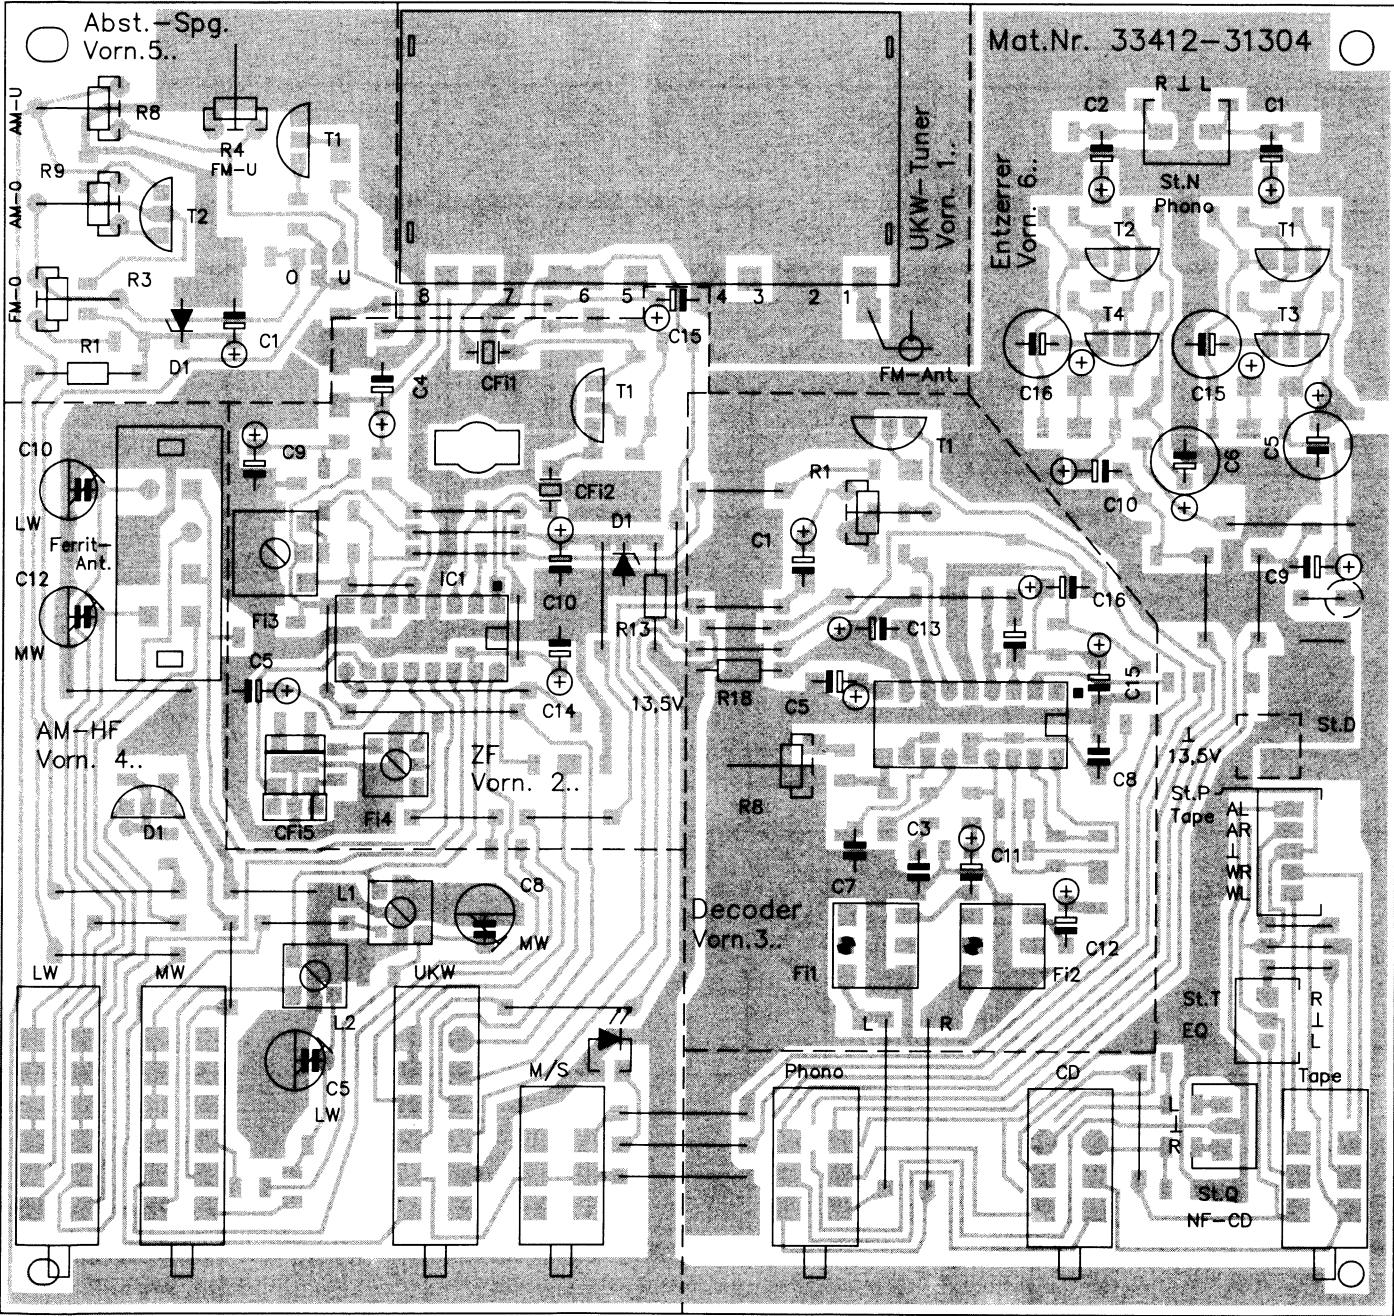 Abst.-Spg.
Vorn.5..
Mat.Nr. 33412-31304
AM-U
R8
R4
FM-U
T1
R9
AM-O
T2
R3
FM-O
O
U
R1
D1
C1
UKW-Tuner
Vorn. 1..
8
7
6
5
4
3
2
1
C15
FM-Ant.
Entzerrer
Vorn. 6..
R ⊥ L
C2
C1
St.N
Phono
T2
T1
T4
T3
C16
C15
C5
C6
C10
C9
CFi1
C4
T1
C10
LW
Ferrit-
Ant.
C12
MW
C9
CFi2
D1
IC1
Fi3
C10
R13
C5
C14
13,5V
AM-HF
Vorn. 4..
ZF
Vorn. 2..
D1
CFi5
Fi4
T1
R1
C1
C16
C13
R18
C5
C15
C8
R8
C3
C11
C7
Decoder
Vorn.3..
Fi1
Fi2
C12
L
R
⊥
13,5V
St.D
St.P
Tape
AL
AR
⊥
WR
WL
St.T
EQ
R
⊥
L
L1
C8
MW
L2
C5
LW
LW
MW
UKW
M/S
Phono
CD
Tape
L
⊥
R
St.Q
NF-CD